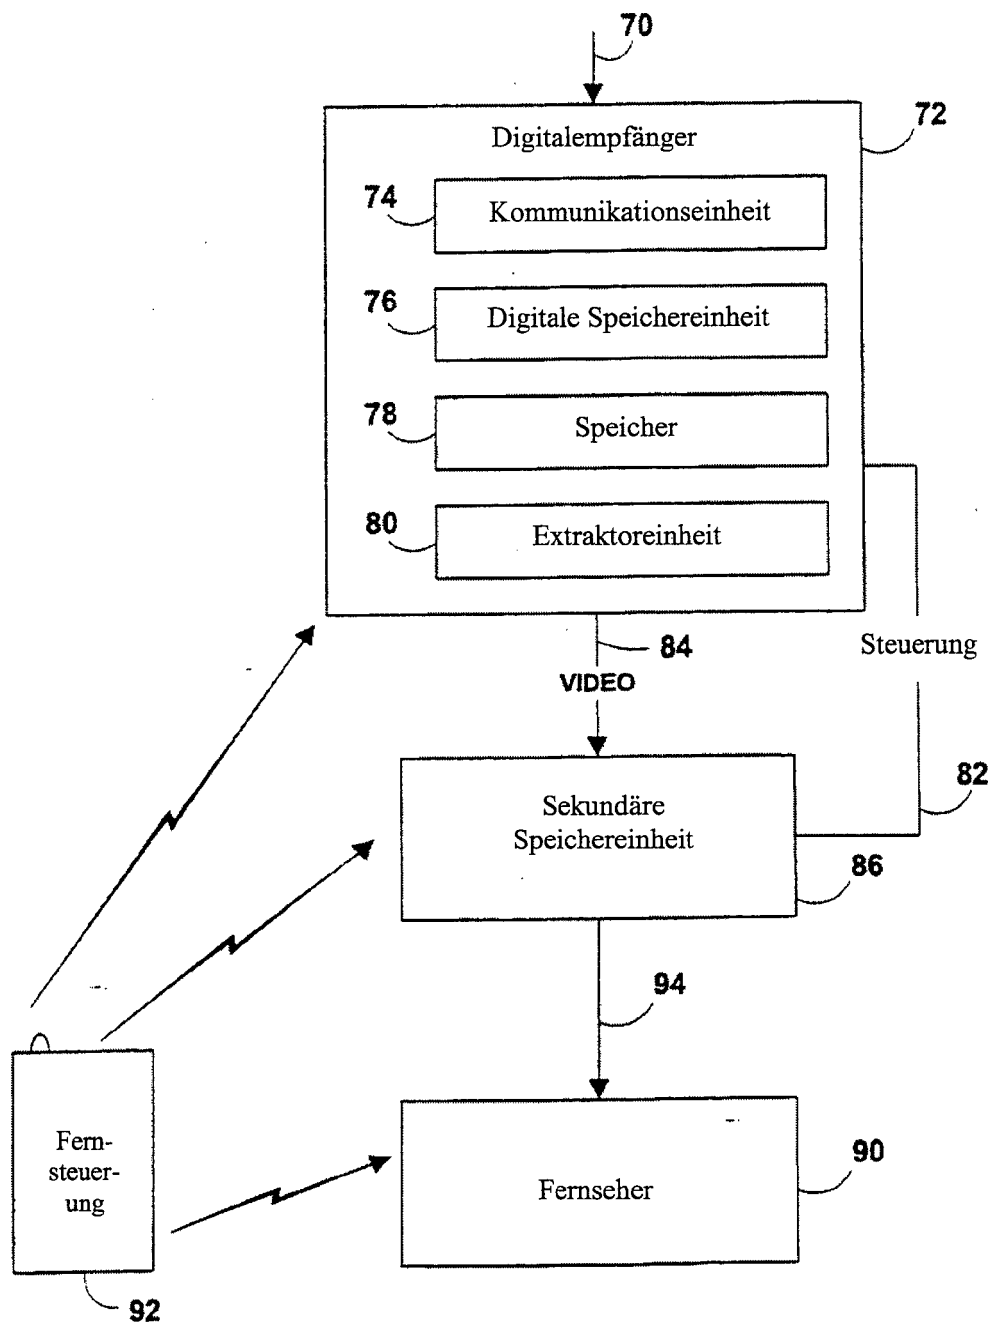 70
72
Digitalempfänger
74
Kommunikationseinheit
76
Digitale Speichereinheit
78
Speicher
80
Extraktoreinheit
84
Steuerung
VIDEO
82
Sekundäre
Speichereinheit
86
94
Fern-
steuer-
ung
90
Fernseher
92